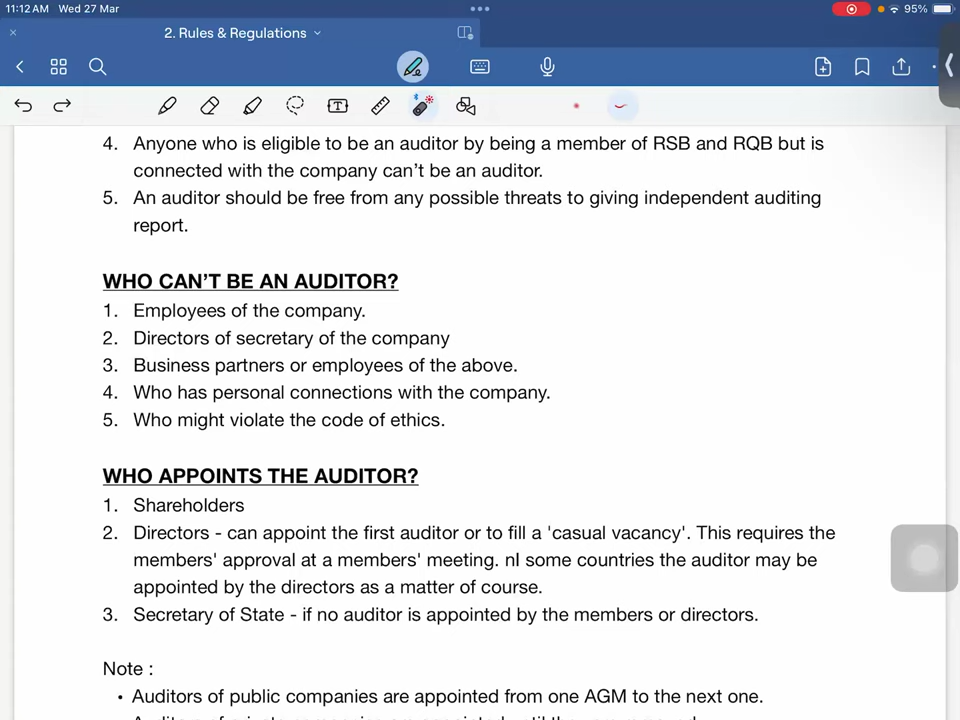 11:12 AM Wed 27 Mar
95%
2. Rules & Regulations
4. Anyone who is eligible to be an auditor by being a member of RSB and RQB but is
connected with the company can't be an auditor.
5. An auditor should be free from any possible threats to giving independent auditing
report.
WHO CAN'T BE AN AUDITOR?
1. Employees of the company.
2. Directors of secretary of the company
3. Business partners or employees of the above.
4. Who has personal connections with the company.
5. Who might violate the code of ethics.
WHO APPOINTS THE AUDITOR?
1. Shareholders
2. Directors - can appoint the first auditor or to fill a 'casual vacancy'. This requires the
members' approval at a members' meeting. nI some countries the auditor may be
appointed by the directors as a matter of course.
3. Secretary of State - if no auditor is appointed by the members or directors.
Note :
• Auditors of public companies are appointed from one AGM to the next one.